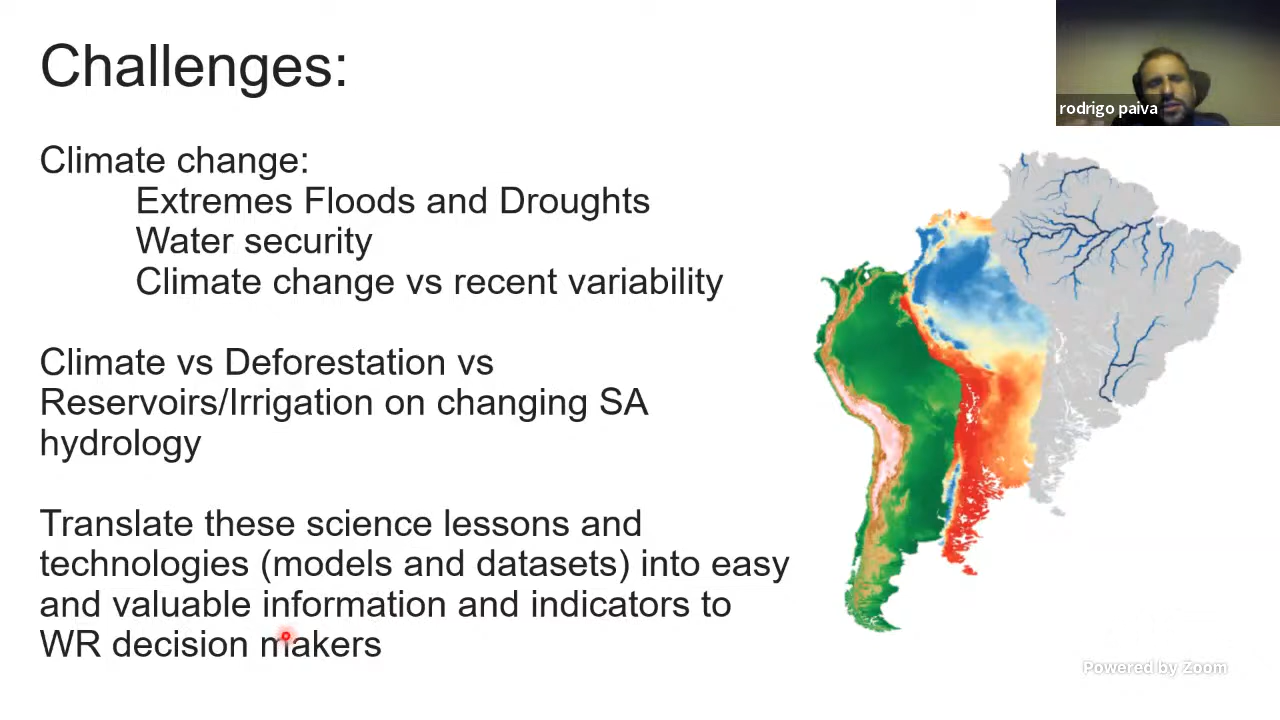 Challenges:
rodrigo paiva
Climate change:
Extremes Floods and Droughts
Water security
Climate change vs recent variability
Climate vs Deforestation vs
Reservoirs/Irrigation on changing SA
hydrology
Translate these science lessons and
technologies (models and datasets) into easy
and valuable information and indicators to
WR decision makers
Powered by Zoom